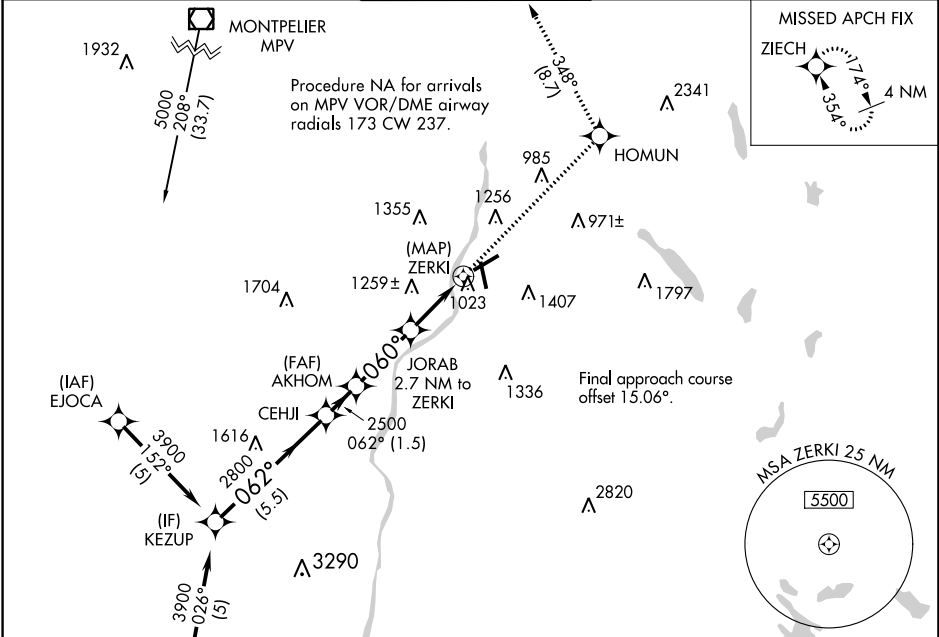 MONTPELIER
MPV
1932
5000
208°
(33.7)
Procedure NA for arrivals
on MPV VOR/DME airway
radials 173 CW 237.
348°
(8.7)
2341
HOMUN
MISSED APCH FIX
ZIECH
174°
354°
4 NM
985
1256
1355
971±
(MAP)
ZERKI
1259±
1023
1704
1407
1797
060°
(FAF)
AKHOM
JORAB
2.7 NM to
ZERKI
1336
Final approach course
offset 15.06°.
(IAF)
EJOCA
CEHJI
2500
062° (1.5)
1616
3900
152°
(5)
2800
062°
(5.5)
(IF)
KEZUP
2820
3290
3900
026°
(5)
MSA ZERKI 25 NM
5500